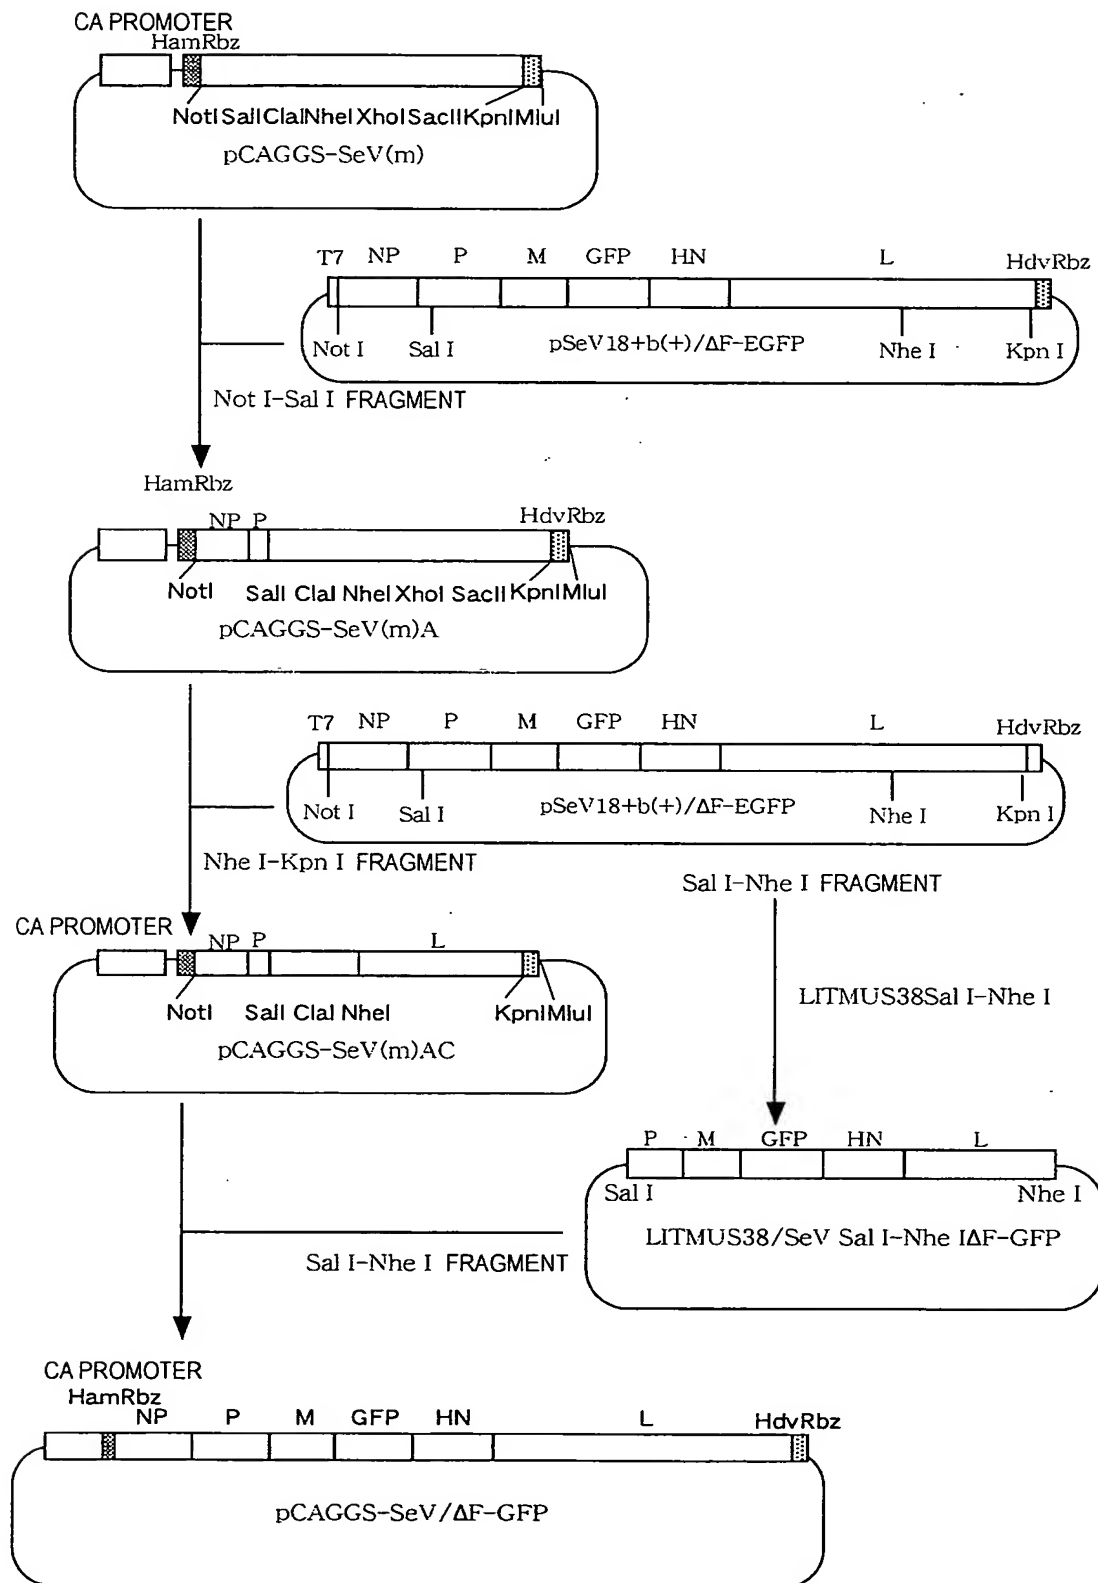 CA PROMOTER
HamRbz
NotI SalI ClaI NheI XhoI SacII KpnI MluI
pCAGGS-SeV(m)
T7 NP P M GFP HN L HdvRbz
Not I Sal I pSeV18+b(+)/ΔF-EGFP Nhe I Kpn I
Not I-Sal I FRAGMENT
HamRbz
NP P HdvRbz
NotI SalI ClaI NheI XhoI SacII KpnI MluI
pCAGGS-SeV(m)A
T7 NP P M GFP HN L HdvRbz
Not I Sal I pSeV18+b(+)/ΔF-EGFP Nhe I Kpn I
Nhe I-Kpn I FRAGMENT
Sal I-Nhe I FRAGMENT
CA PROMOTER
NP P L
NotI SalI ClaI NheI KpnI MluI
pCAGGS-SeV(m)AC
LITMUS38Sal I-Nhe I
P M GFP HN L
Sal I Nhe I
LITMUS38/SeV Sal I-Nhe IΔF-GFP
Sal I-Nhe I FRAGMENT
CA PROMOTER
HamRbz
NP P M GFP HN L HdvRbz
pCAGGS-SeV/ΔF-GFP